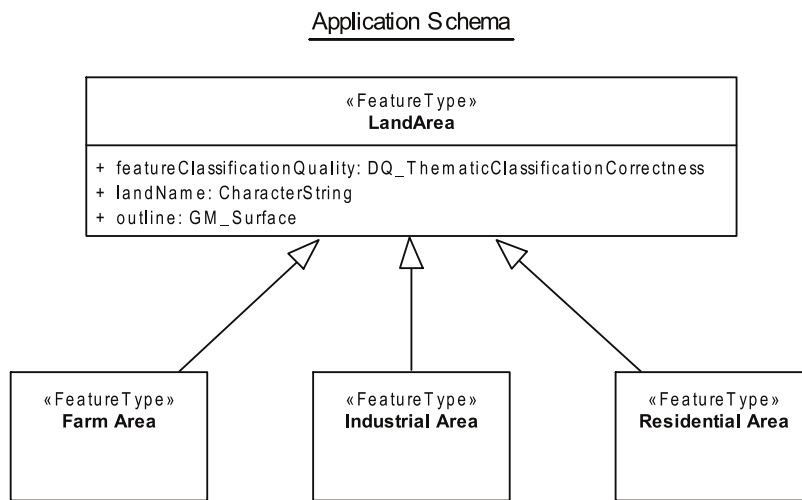 Application Schema
«FeatureType»
LandArea
+ featureClassificationQuality: DQ_ThematicClassificationCorrectness
+ landName: CharacterString
+ outline: GM_Surface
«FeatureType»
Farm Area
«FeatureType»
Industrial Area
«FeatureType»
Residential Area